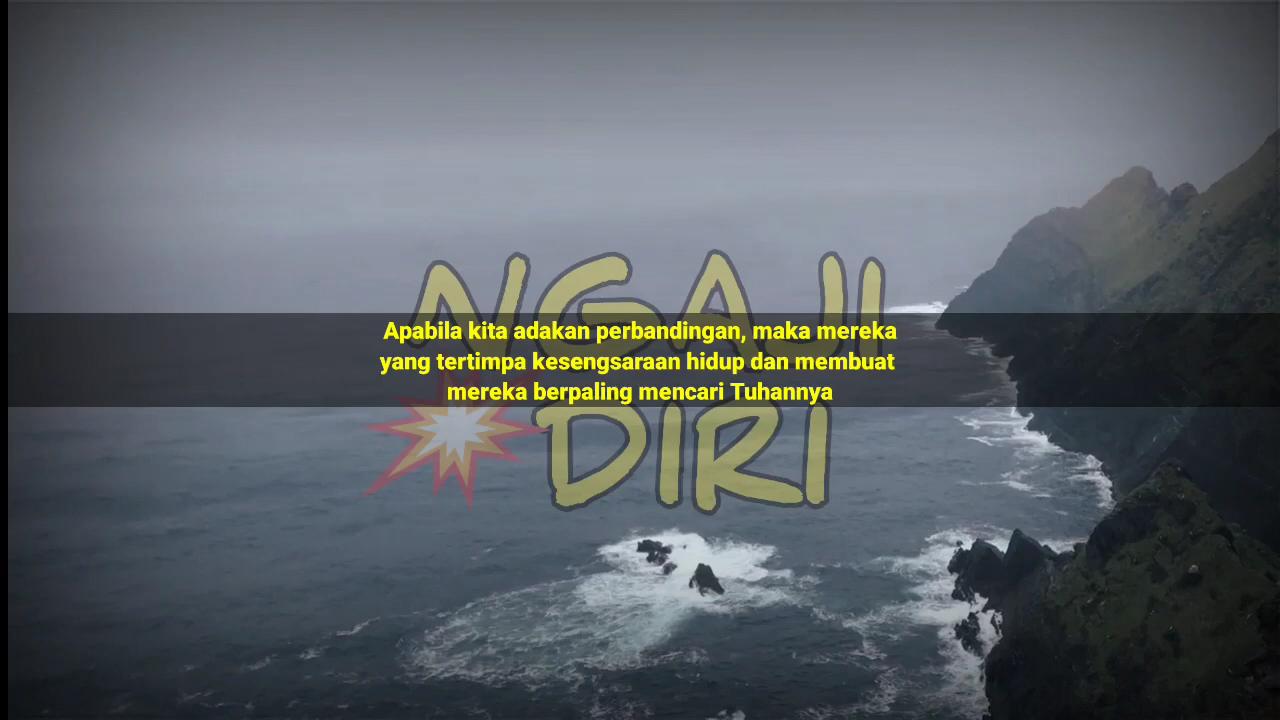 NGAJI
Apabila kita adakan perbandingan, maka mereka
yang tertimpa kesengsaraan hidup dan membuat
mereka berpaling mencari Tuhannya
DIRI